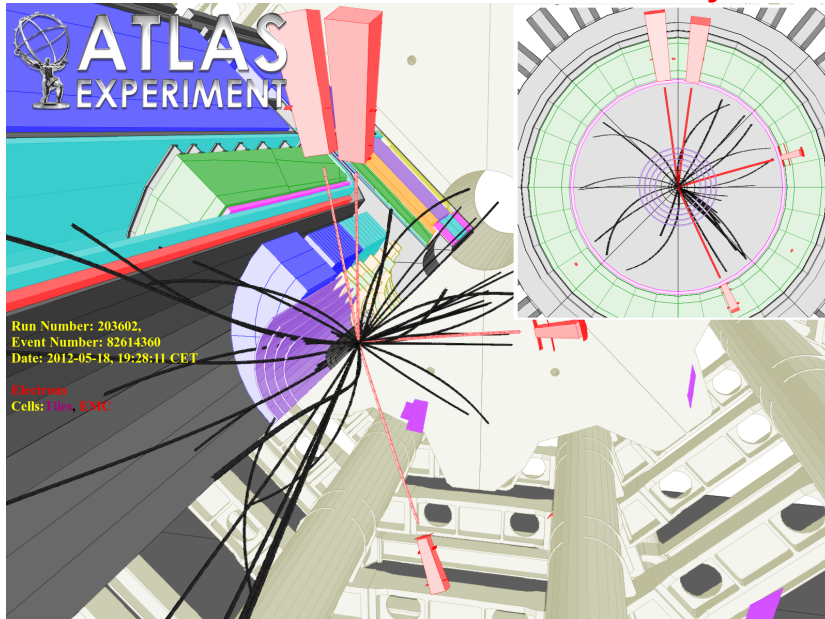 ATLAS
EXPERIMENT
Run Number: 203602,
Event Number: 82614360
Date: 2012-05-18, 19:28:11 CET
Electrons
Cells: Tiles, EMC